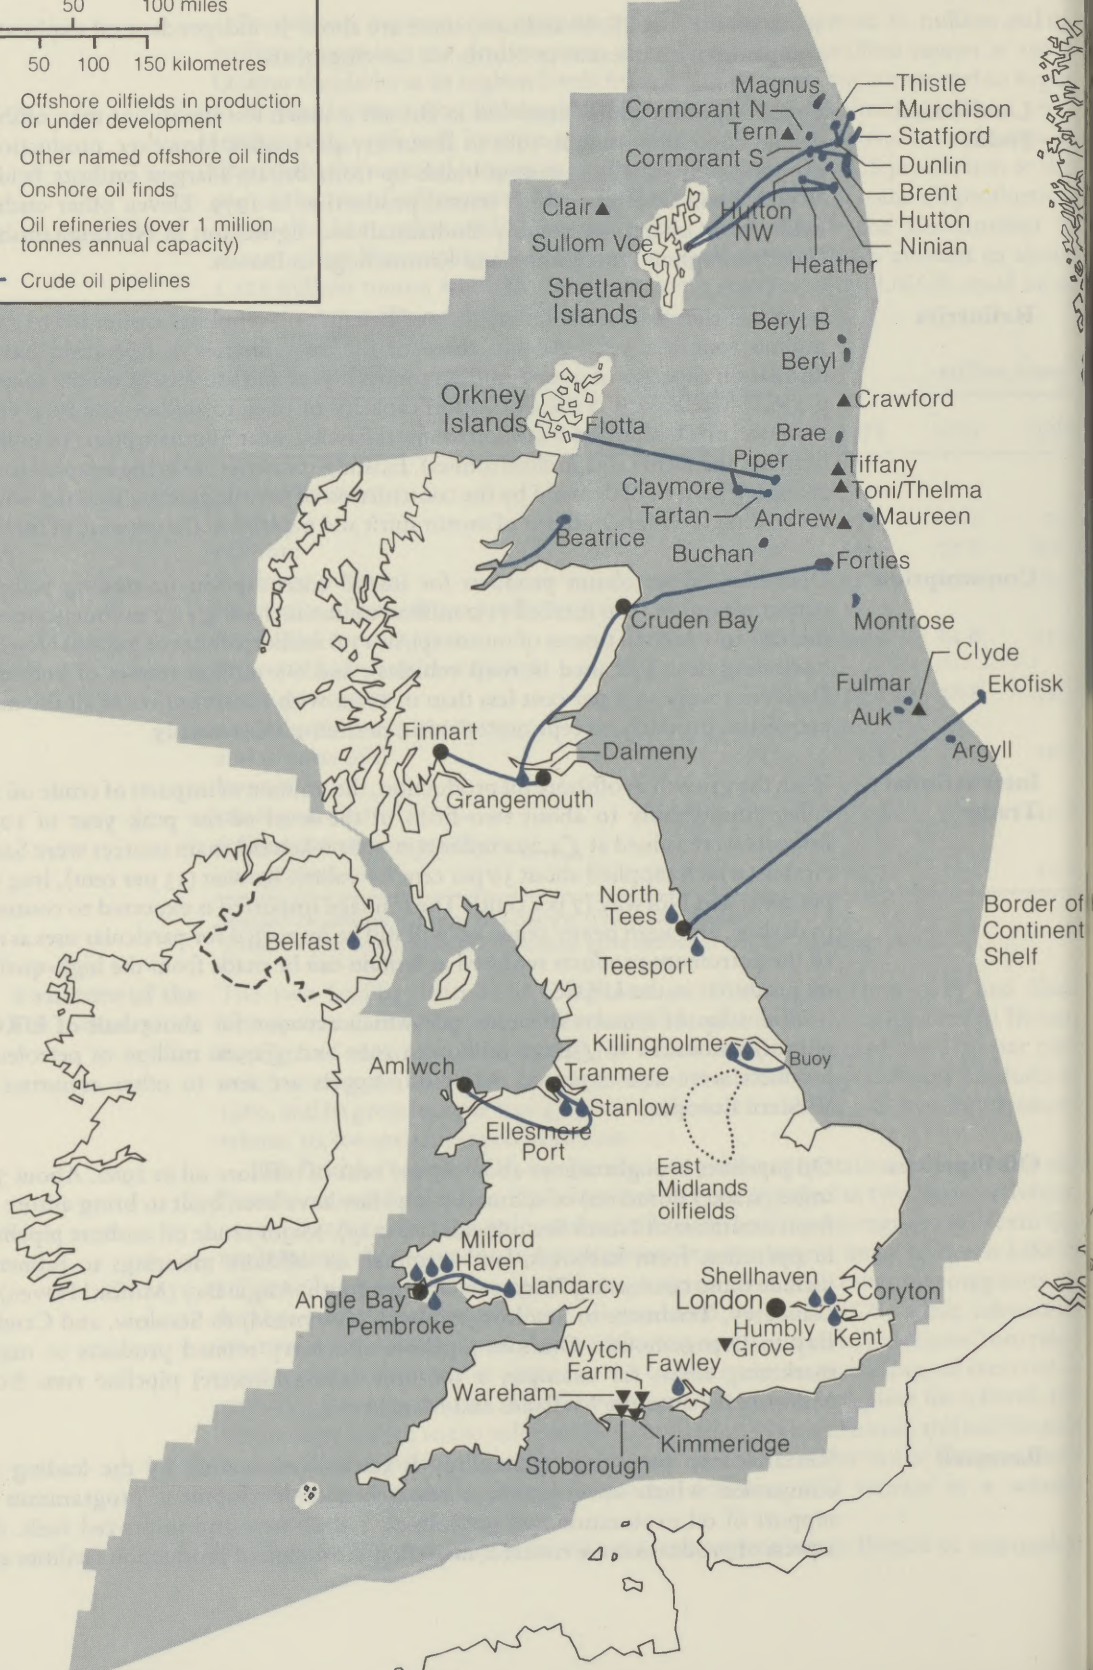 50 100 miles
50 100 150 kilometres
Offshore oilfields in production
or under development
Other named offshore oil finds
Onshore oil finds
Oil refineries (over 1 million
tonnes annual capacity)
Crude oil pipelines
Magnus
Thistle
Cormorant N
Murchison
Tern
Statfjord
Cormorant S
Dunlin
Brent
Clair
Hutton
NW
Hutton
Sullom Voe
Ninian
Heather
Shetland
Islands
Beryl B
Beryl
Orkney
Islands
Crawford
Flotta
Brae
Piper
Tiffany
Claymore
Toni/Thelma
Tartan
Andrew
Maureen
Beatrice
Buchan
Forties
Cruden Bay
Montrose
Clyde
Fulmar
Ekofisk
Auk
Finnart
Dalmeny
Argyll
Grangemouth
North
Tees
Border of
Continent
Shelf
Belfast
Teesport
Killingholme
Buoy
Amlwch
Tranmere
Stanlow
Ellesmere
Port
East
Midlands
oilfields
Milford
Haven
Shellhaven
Llandarcy
Coryton
Angle Bay
London
Pembroke
Humbly
Grove
Kent
Wytch
Farm
Fawley
Wareham
Kimmeridge
Stoborough